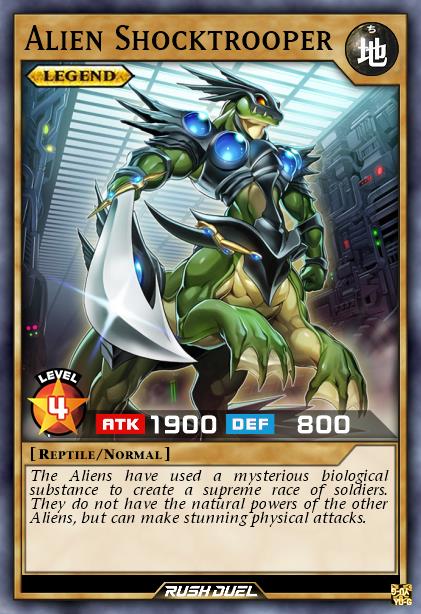 ALIEN SHOCKTROOPER
ち
地
LEGEND
LEVEL
4
ATK 1900 DEF 800
[REPTILE/NORMAL]
The Aliens have used a mysterious biological
substance to create a supreme race of soldiers.
They do not have the natural powers of the other
Aliens, but can make stunning physical attacks.
RUSH DUEL